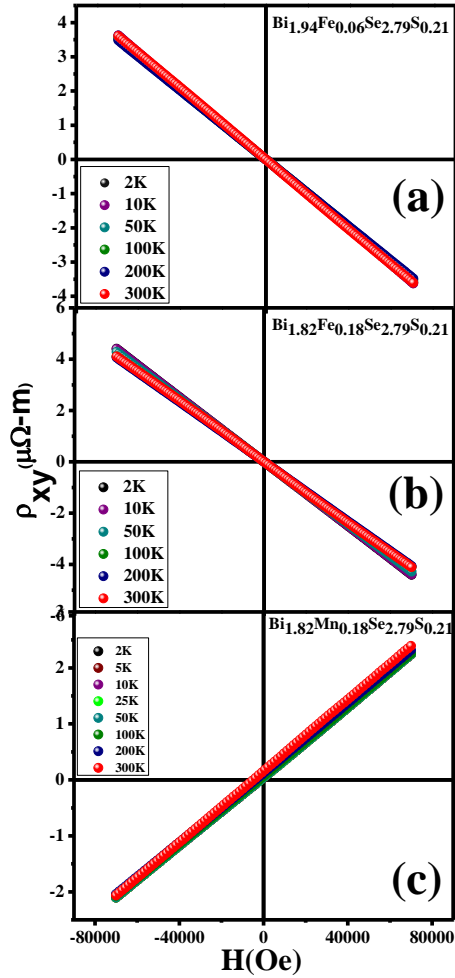 Bi1.94Fe0.06Se2.79S0.21
4
3
2
1
0
-1
-2
-3
-4
2K
10K
50K
100K
200K
300K
(a)
Bi1.82Fe0.18Se2.79S0.21
6
4
2
0
-2
-4
-6
2K
10K
50K
100K
200K
300K
(b)
ρxy(μΩ-m)
Bi1.82Mn0.18Se2.79S0.21
2
1
0
-1
-2
2K
5K
10K
25K
50K
100K
200K
300K
(c)
-80000 -40000 0 40000 80000
H(Oe)